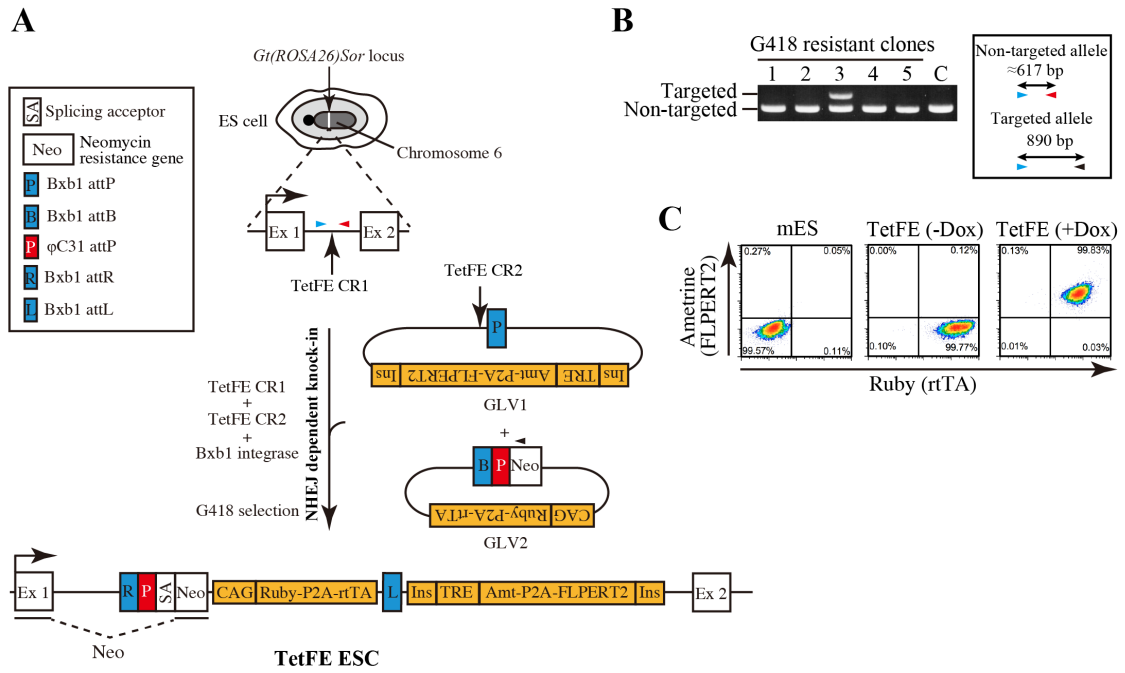 A
Gt(ROSA26)Sor locus
SA
Splicing acceptor
Neo
Neomycin
resistance gene
P
Bxb1 attP
B
Bxb1 attB
P
φC31 attP
R
Bxb1 attR
L
Bxb1 attL
ES cell
Chromosome 6
Ex 1
Ex 2
TetFE CR1
TetFE CR2
P
Ins
TRE
Amt-P2A-FLPERT2
Ins
GLV1
TetFE CR1
+
TetFE CR2
+
Bxb1 integrase
G418 selection
NHEJ dependent knock-in
+
B
P
Neo
CAG
Ruby-P2A-rtTA
GLV2
Ex 1
R
P
SA
Neo
CAG
Ruby-P2A-rtTA
L
Ins
TRE
Amt-P2A-FLPERT2
Ins
Ex 2
Neo
TetFE ESC
B
G418 resistant clones
1 2 3 4 5 C
Targeted
Non-targeted
Non-targeted allele
≈617 bp
Targeted allele
890 bp
C
mES
TetFE (-Dox)
TetFE (+Dox)
0.27%
0.05%
99.57%
0.11%
0.00%
0.12%
0.10%
99.77%
0.13%
99.83%
0.01%
0.03%
Ametrine
(FLPERT2)
Ruby (rtTA)